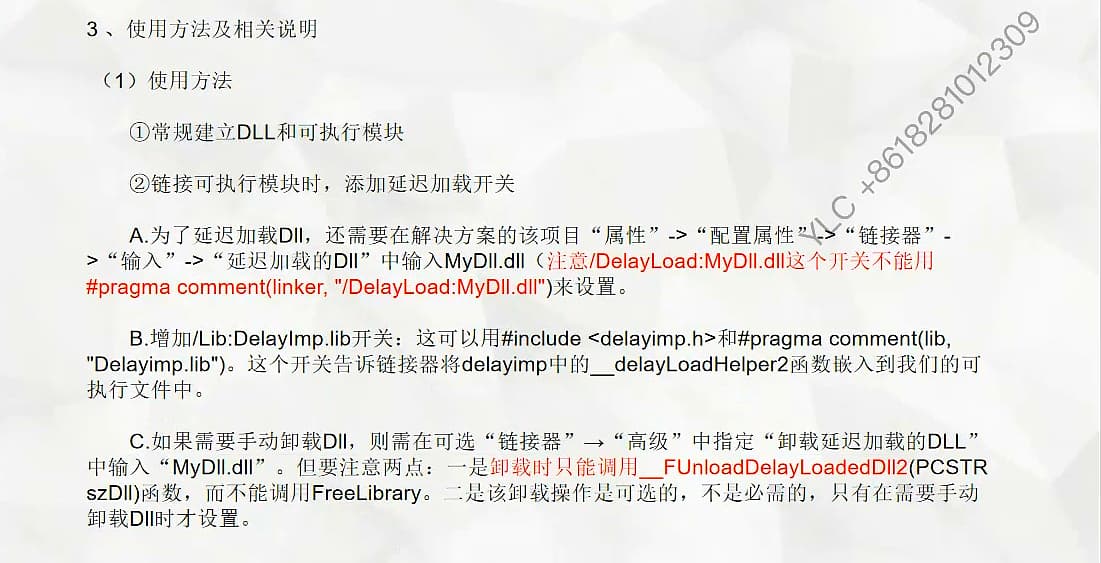 3 、使用方法及相关说明
（1）使用方法
①常规建立DLL和可执行模块
②链接可执行模块时，添加延迟加载开关
A.为了延迟加载Dll，还需要在解决方案的该项目“属性”->“配置属性”->“链接器”-
>“输入”->“延迟加载的Dll”中输入MyDll.dll（注意/DelayLoad:MyDll.dll这个开关不能用
#pragma comment(linker, "/DelayLoad:MyDll.dll")来设置。
B.增加/Lib:DelayImp.lib开关：这可以用#include <delayimp.h>和#pragma comment(lib,
"Delayimp.lib")。这个开关告诉链接器将delayimp中的__delayLoadHelper2函数嵌入到我们的可
执行文件中。
C.如果需要手动卸载Dll，则需在可选“链接器”→“高级”中指定“卸载延迟加载的DLL”
中输入“MyDll.dll”。但要注意两点：一是卸载时只能调用__FUnloadDelayLoadedDll2(PCSTR
szDll)函数，而不能调用FreeLibrary。二是该卸载操作是可选的，不是必需的，只有在需要手动
卸载Dll时才设置。
YLC +8618281012309